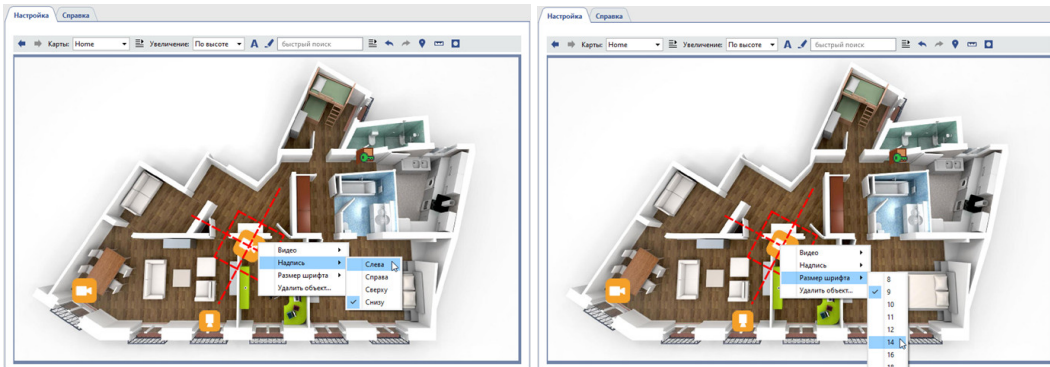 Настройка Справка
Карты: Home Увеличение: По высоте A быстрый поиск
Видео
Надпись
Размер шрифта
Удалить объект...
Слева
Справа
Сверху
Снизу
Настройка Справка
Карты: Home Увеличение: По высоте A быстрый поиск
Видео
Надпись
Размер шрифта
Удалить объект...
8
9
10
11
12
14
16
18